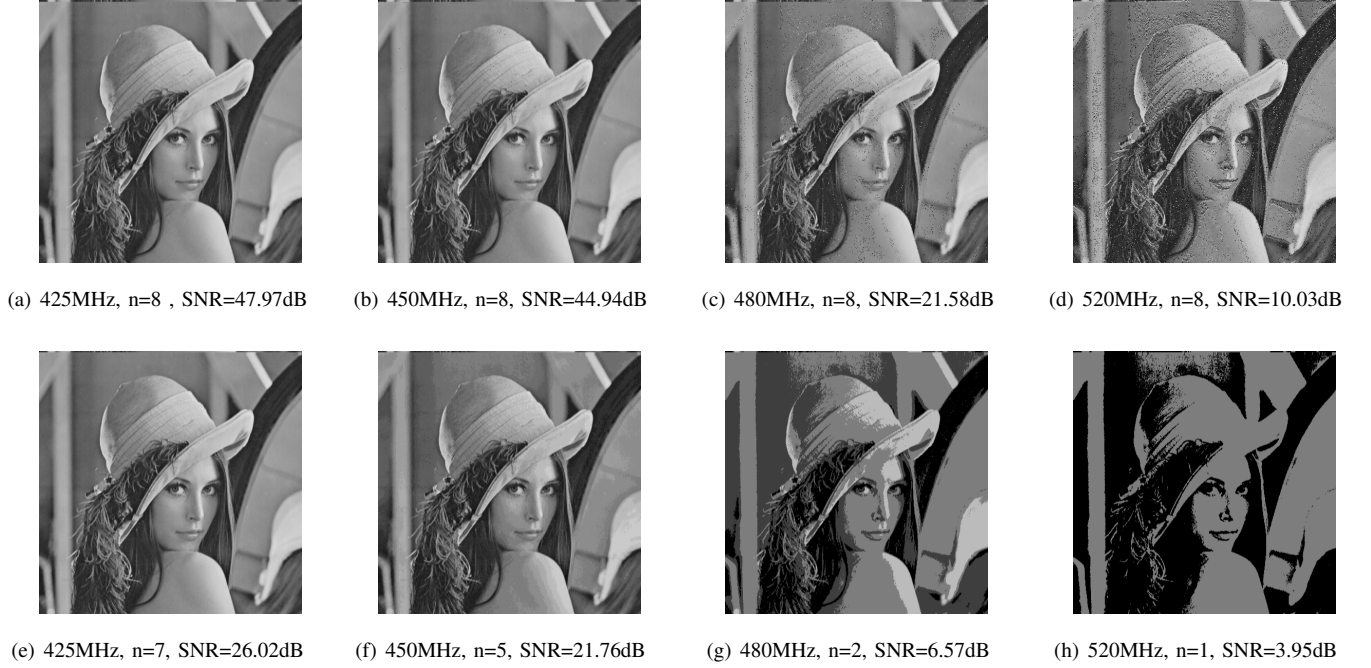 (a) 425MHz, n=8 , SNR=47.97dB
(b) 450MHz, n=8, SNR=44.94dB
(c) 480MHz, n=8, SNR=21.58dB
(d) 520MHz, n=8, SNR=10.03dB
(e) 425MHz, n=7, SNR=26.02dB
(f) 450MHz, n=5, SNR=21.76dB
(g) 480MHz, n=2, SNR=6.57dB
(h) 520MHz, n=1, SNR=3.95dB